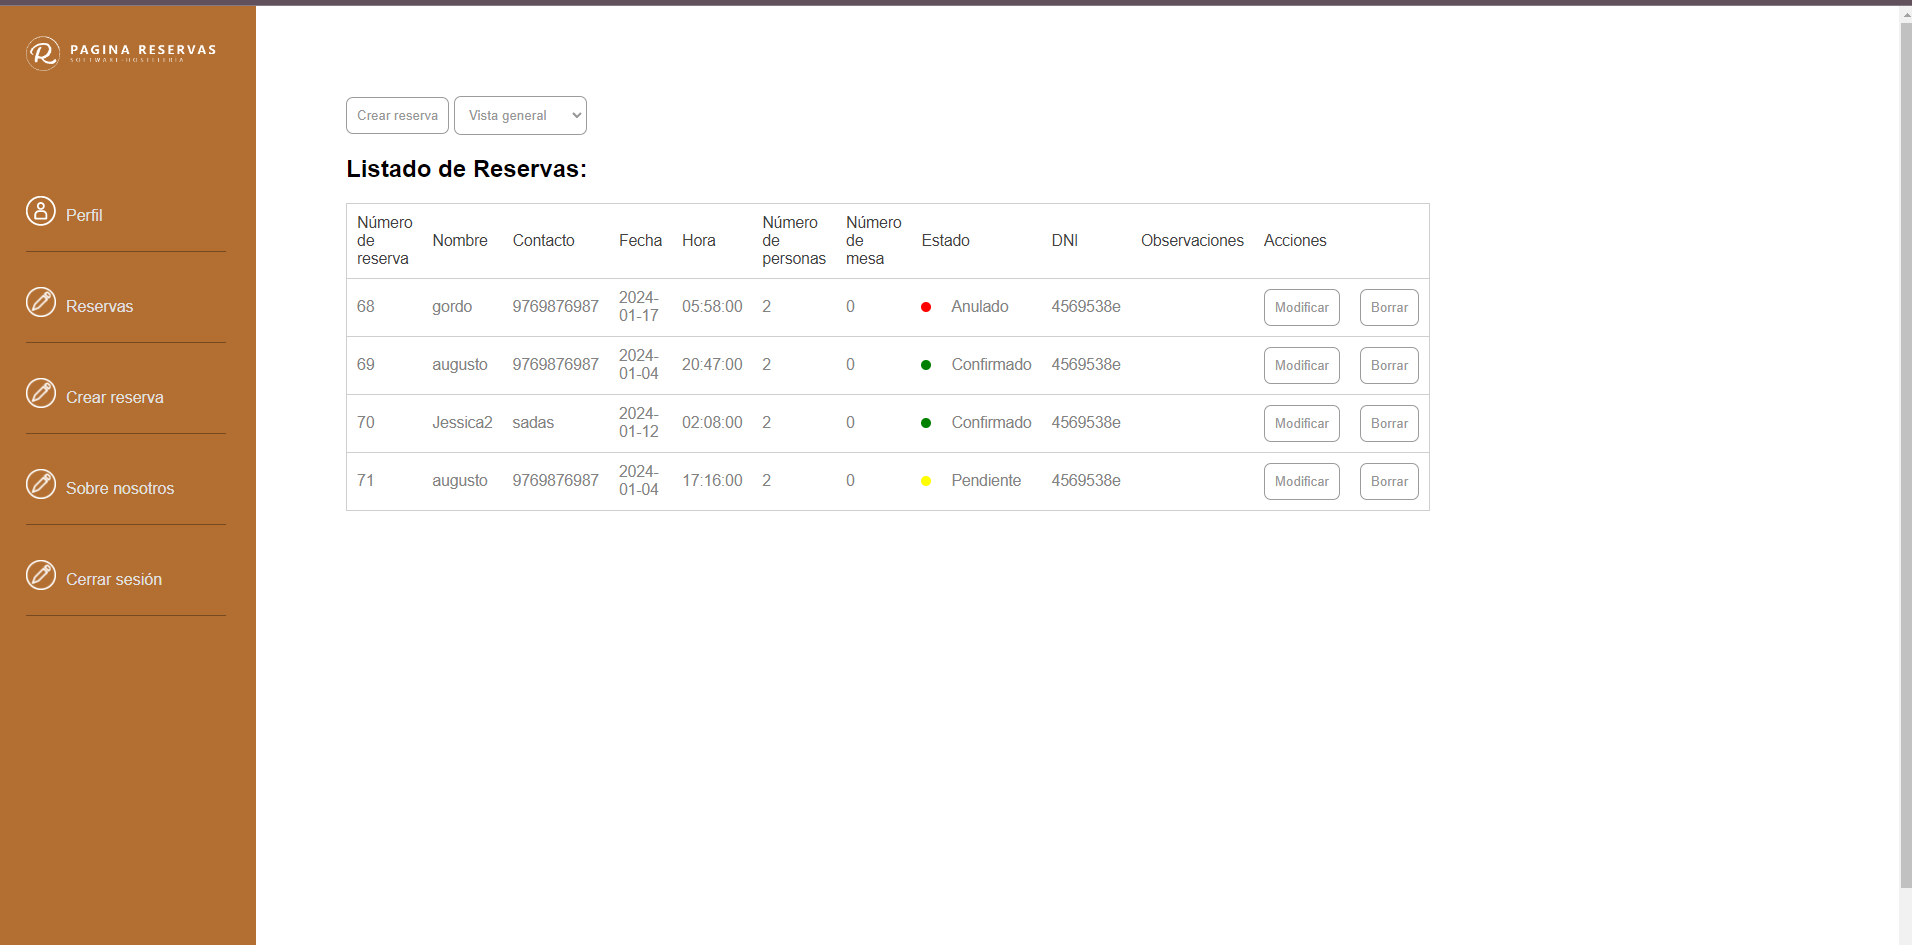 PAGINA RESERVAS
SOFTWARE HOSTELERIA
Perfil
Reservas
Crear reserva
Sobre nosotros
Cerrar sesión
Crear reserva Vista general
Listado de Reservas:
Número de reserva Nombre Contacto Fecha Hora Número de personas Número de mesa Estado DNI Observaciones Acciones
68 gordo 9769876987 2024-01-17 05:58:00 2 0 Anulado 4569538e Modificar Borrar
69 augusto 9769876987 2024-01-04 20:47:00 2 0 Confirmado 4569538e Modificar Borrar
70 Jessica2 sadas 2024-01-12 02:08:00 2 0 Confirmado 4569538e Modificar Borrar
71 augusto 9769876987 2024-01-04 17:16:00 2 0 Pendiente 4569538e Modificar Borrar